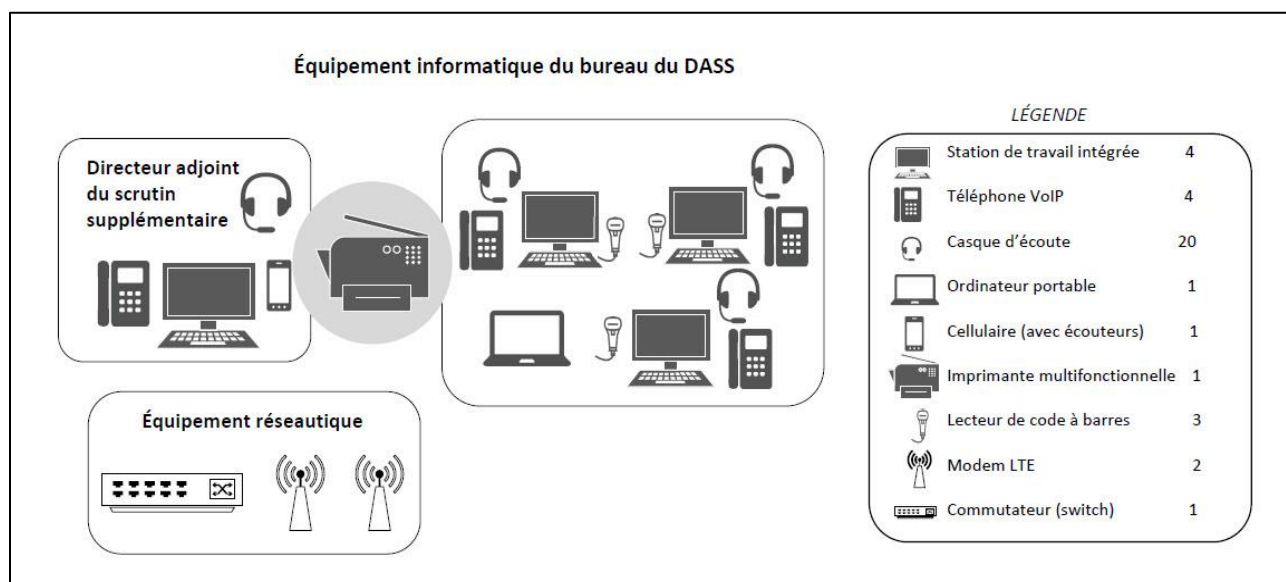 Équipement informatique du bureau du DASS
Directeur adjoint
du scrutin
supplémentaire
Équipement réseautique
LÉGENDE
Station de travail intégrée 4
Téléphone VoIP 4
Casque d'écoute 20
Ordinateur portable 1
Cellulaire (avec écouteurs) 1
Imprimante multifonctionnelle 1
Lecteur de code à barres 3
Modem LTE 2
Commutateur (switch) 1